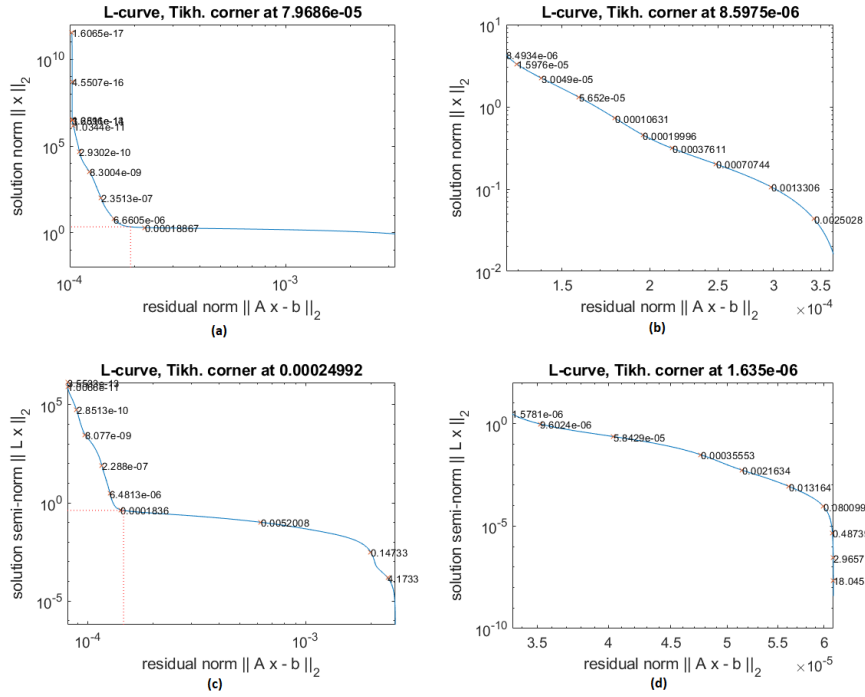 L-curve, Tikh. corner at 7.9686e-05
solution norm || x ||2
10^10
10^5
10^0
1.6065e-17
4.5507e-16
1.0344e-11
2.9302e-10
8.3004e-09
2.3513e-07
6.6605e-06
0.00018867
10^-4
10^-3
residual norm || A x - b ||2
(a)
L-curve, Tikh. corner at 8.5975e-06
solution norm || x ||2
10^1
10^0
10^-1
10^-2
8.4934e-06
1.5976e-05
3.0049e-05
5.652e-05
0.00010631
0.00019996
0.00037611
0.00070744
0.0013306
0.0025028
1.5
2
2.5
3
3.5
×10^-4
residual norm || A x - b ||2
(b)
L-curve, Tikh. corner at 0.00024992
solution semi-norm || L x ||2
10^5
10^0
10^-5
2.8513e-10
8.077e-09
2.288e-07
6.4813e-06
0.0001836
0.0052008
0.14733
4.1733
10^-4
10^-3
residual norm || A x - b ||2
(c)
L-curve, Tikh. corner at 1.635e-06
solution semi-norm || L x ||2
10^0
10^-5
10^-10
1.5781e-06
9.6024e-06
5.8429e-05
0.00035553
0.0021634
0.013164
0.080099
0.4873
2.9657
18.045
3.5
4
4.5
5
5.5
6
×10^-5
residual norm || A x - b ||2
(d)